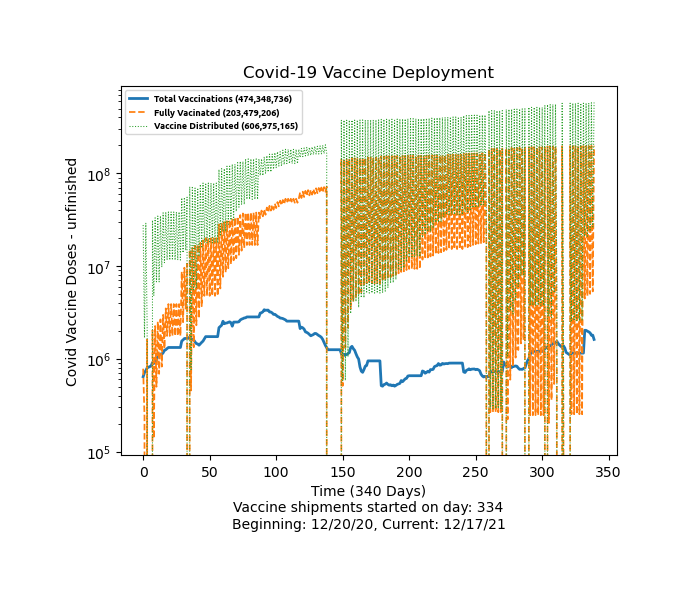 Covid-19 Vaccine Deployment
Total Vaccinations (474,348,736)
Fully Vacinated (203,479,206)
Vaccine Distributed (606,975,165)
Covid Vaccine Doses - unfinished
10^8
10^7
10^6
10^5
0 50 100 150 200 250 300 350
Time (340 Days)
Vaccine shipments started on day: 334
Beginning: 12/20/20, Current: 12/17/21